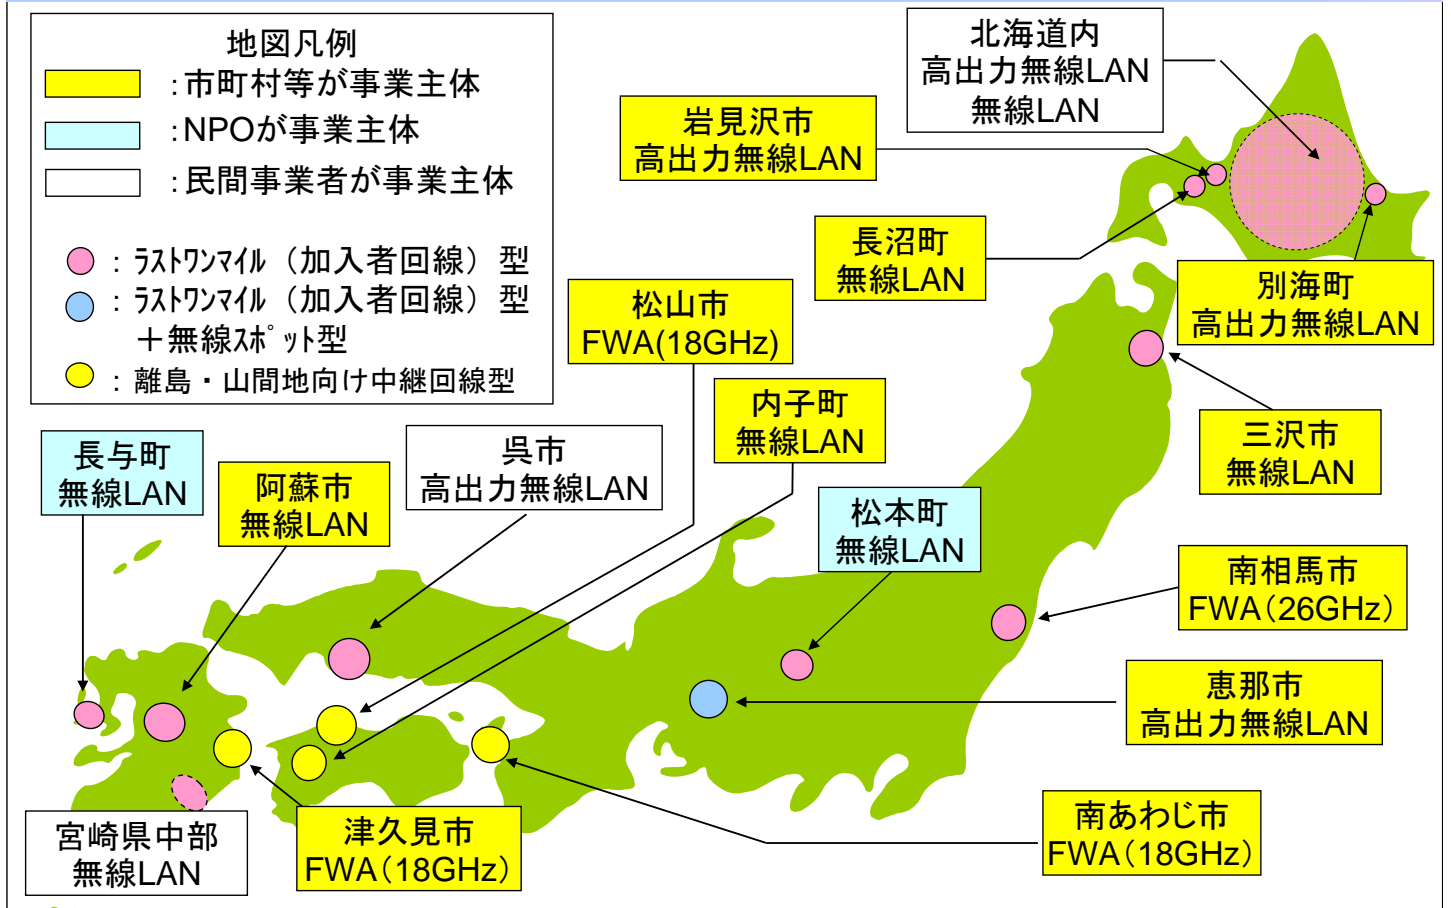 地図凡例
:市町村等が事業主体
:NPOが事業主体
:民間事業者が事業主体
:ﾗｽﾄﾜﾝﾏｲﾙ（加入者回線）型
:ﾗｽﾄﾜﾝﾏｲﾙ（加入者回線）型
＋無線ｽﾎﾟｯﾄ型
:離島・山間地向け中継回線型
北海道内
高出力無線LAN
無線LAN
岩見沢市
高出力無線LAN
長沼町
無線LAN
別海町
高出力無線LAN
松山市
FWA(18GHz)
内子町
無線LAN
三沢市
無線LAN
長与町
無線LAN
阿蘇市
無線LAN
呉市
高出力無線LAN
松本町
無線LAN
南相馬市
FWA(26GHz)
恵那市
高出力無線LAN
宮崎県中部
無線LAN
津久見市
FWA(18GHz)
南あわじ市
FWA(18GHz)